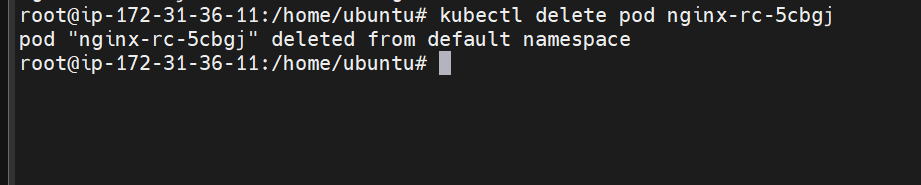 root@ip-172-31-36-11:/home/ubuntu# kubectl delete pod nginx-rc-5cbgj
pod "nginx-rc-5cbgj" deleted from default namespace
root@ip-172-31-36-11:/home/ubuntu#